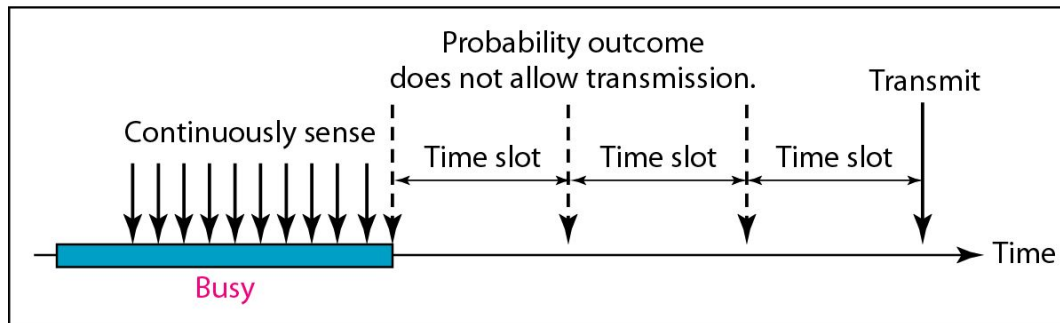 Probability outcome
does not allow transmission.
Transmit
Continuously sense
Time slot
Time slot
Time slot
Time
Busy